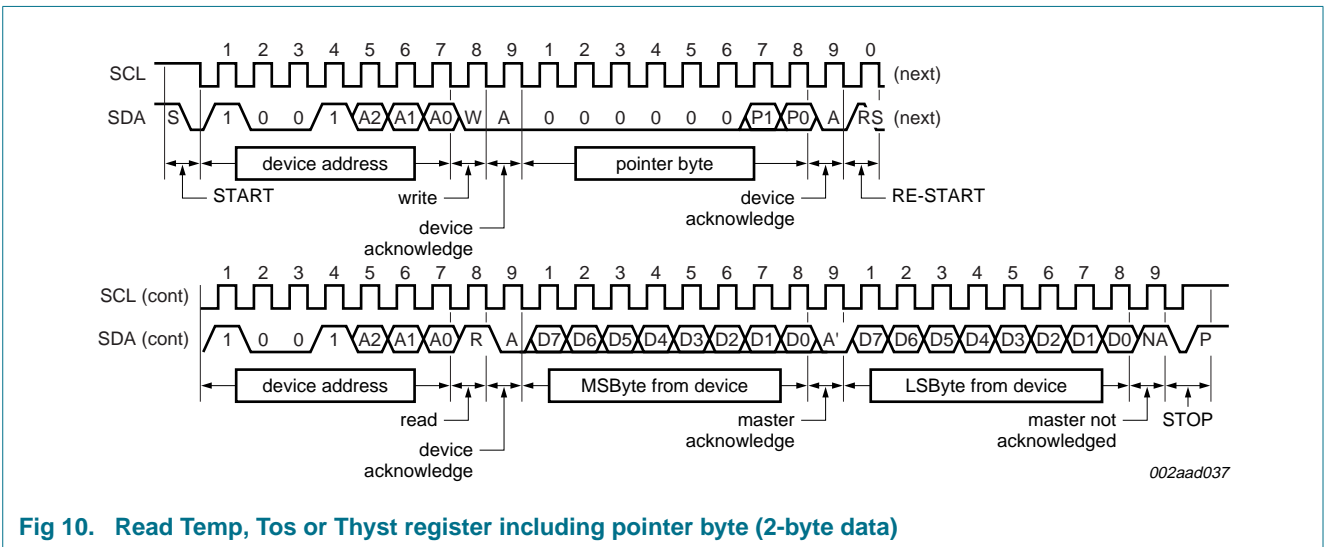 1 2 3 4 5 6 7 8 9 1 2 3 4 5 6 7 8 9 0
SCL (next)
SDA S 1 0 0 1 A2 A1 A0 W A 0 0 0 0 0 0 P1 P0 A RS (next)
device address pointer byte
START write device RE-START
device acknowledge
acknowledge
1 2 3 4 5 6 7 8 9 1 2 3 4 5 6 7 8 9 1 2 3 4 5 6 7 8 9
SCL (cont)
SDA (cont) 1 0 0 1 A2 A1 A0 R A D7 D6 D5 D4 D3 D2 D1 D0 A' D7 D6 D5 D4 D3 D2 D1 D0 NA P
device address MSByte from device LSByte from device
read master master not STOP
device acknowledge acknowledged
acknowledge
002aad037
Fig 10. Read Temp, Tos or Thyst register including pointer byte (2-byte data)